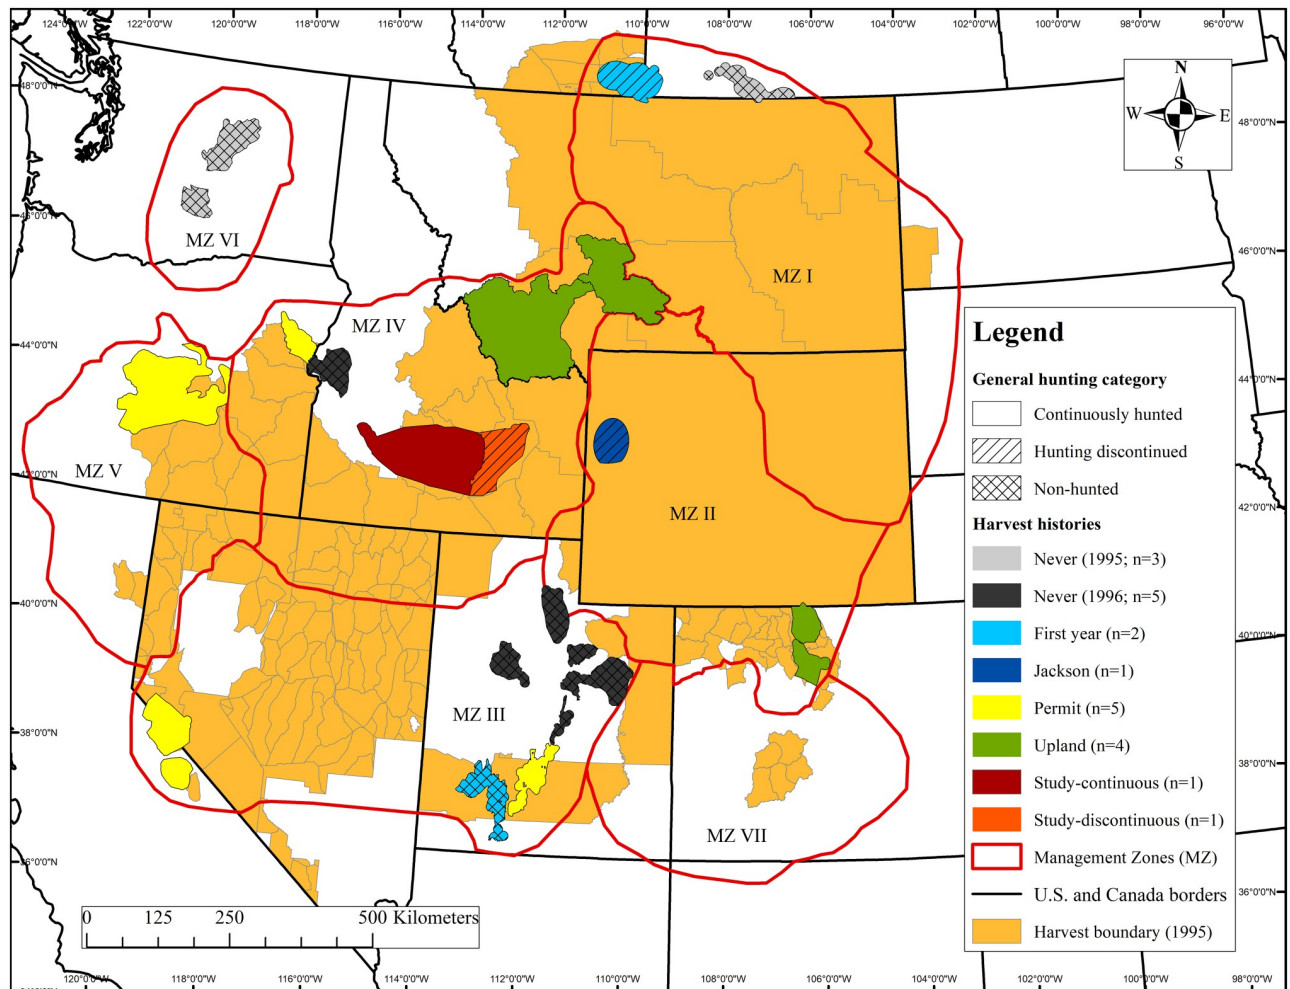 124°0'0"W 122°0'0"W 120°0'0"W 118°0'0"W 116°0'0"W 114°0'0"W 112°0'0"W 110°0'0"W 108°0'0"W 106°0'0"W 104°0'0"W 102°0'0"W 100°0'0"W 98°0'0"W 96°0'0"W
N
W E
S
48°0'0"N
48°0'0"N
46°0'0"N
MZ VI
46°0'0"N
MZ I
MZ IV
44°0'0"N
44°0'0"N
MZ V
42°0'0"N
MZ II
42°0'0"N
40°0'0"N
40°0'0"N
MZ III
38°0'0"N
38°0'0"N
MZ VII
36°0'0"N
36°0'0"N
Legend
General hunting category
Continuously hunted
Hunting discontinued
Non-hunted
Harvest histories
Never (1995; n=3)
Never (1996; n=5)
First year (n=2)
Jackson (n=1)
Permit (n=5)
Upland (n=4)
Study-continuous (n=1)
Study-discontinuous (n=1)
Management Zones (MZ)
U.S. and Canada borders
Harvest boundary (1995)
0 125 250 500 Kilometers
120°0'0"W 118°0'0"W 116°0'0"W 114°0'0"W 112°0'0"W 110°0'0"W 108°0'0"W 106°0'0"W 104°0'0"W 102°0'0"W 100°0'0"W 98°0'0"W